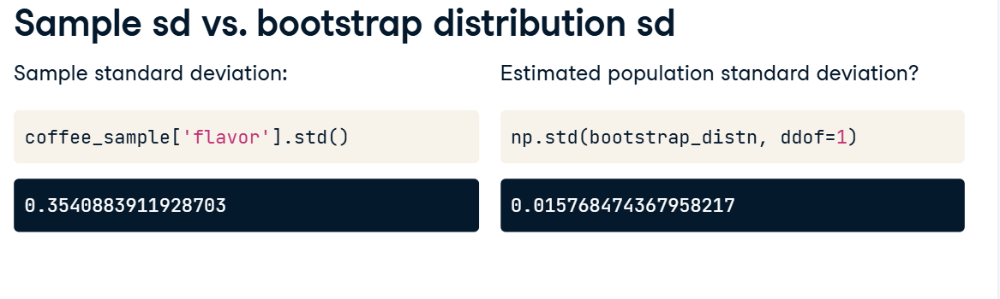 Sample sd vs. bootstrap distribution sd
Sample standard deviation:
coffee_sample['flavor'].std()
0.3540883911928703
Estimated population standard deviation?
np.std(bootstrap_distn, ddof=1)
0.015768474367958217